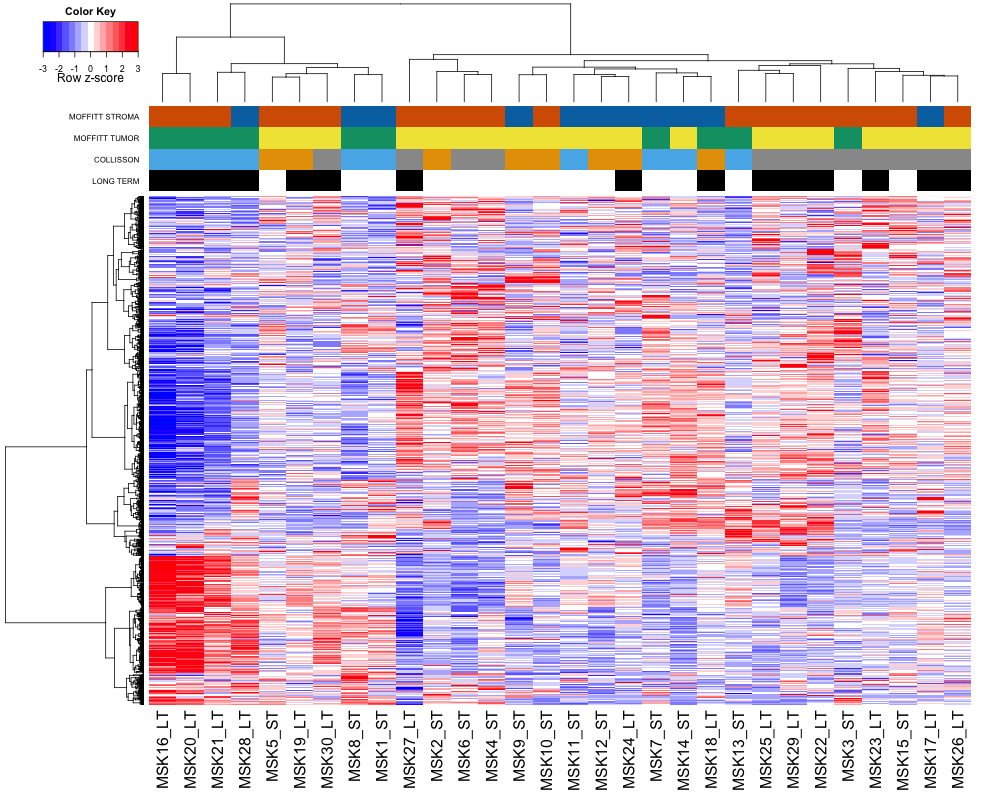 Color Key
-3 -2 -1 0 1 2 3
Row z-score
MOFFITT STROMA
MOFFITT TUMOR
COLLISSON
LONG TERM
MSK16_LT
MSK20_LT
MSK21_LT
MSK28_LT
MSK5_ST
MSK19_LT
MSK30_LT
MSK8_ST
MSK1_ST
MSK27_LT
MSK2_ST
MSK6_ST
MSK4_ST
MSK9_ST
MSK10_ST
MSK11_ST
MSK12_ST
MSK24_LT
MSK7_ST
MSK14_ST
MSK18_LT
MSK13_ST
MSK25_LT
MSK29_LT
MSK22_LT
MSK3_ST
MSK23_LT
MSK15_ST
MSK17_LT
MSK26_LT